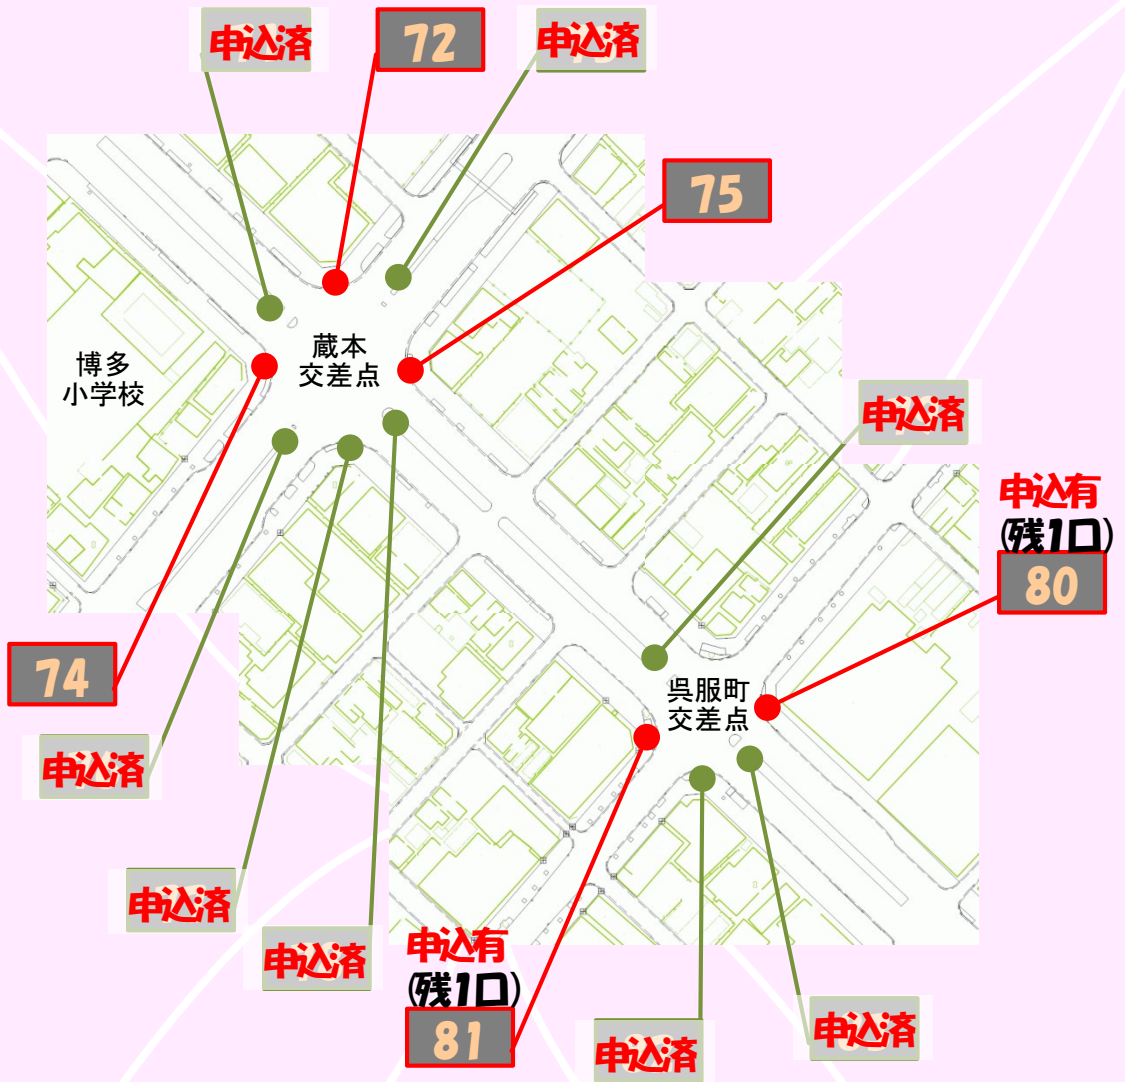 申込済
72
申込済
75
蔵本
交差点
博多
小学校
申込済
申込有
(残1口)
80
74
呉服町
交差点
申込済
申込済
申込済
申込有
(残1口)
81
申込済
申込済